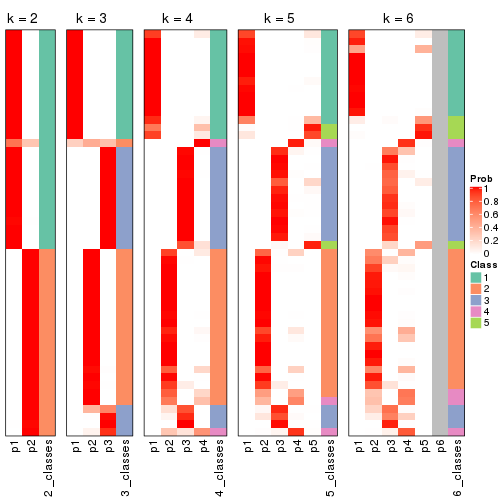 k = 2
k = 3
k = 4
k = 5
k = 6
p1
p2
2_classes
p1
p2
p3
3_classes
p1
p2
p3
p4
4_classes
p1
p2
p3
p4
p5
5_classes
p1
p2
p3
p4
p5
p6
6_classes
Prob
1
0.8
0.6
0.4
0.2
0
Class
1
2
3
4
5